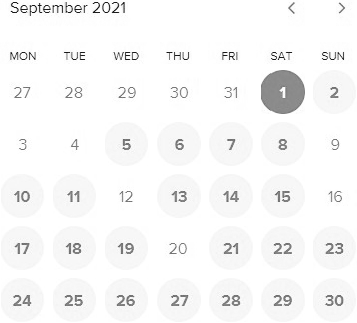 September 2021
MON TUE WED THU FRI SAT SUN
27 28 29 30 31 1 2
3 4 5 6 7 8 9
10 11 12 13 14 15 16
17 18 19 20 21 22 23
24 25 26 27 28 29 30